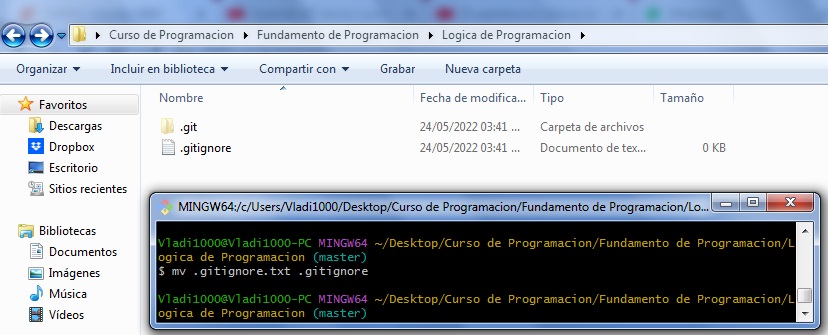 Curso de Programacion Fundamento de Programacion Logica de Programacion
Organizar Incluir en biblioteca Compartir con Grabar Nueva carpeta
Favoritos
Descargas
Dropbox
Escritorio
Sitios recientes
Bibliotecas
Documentos
Imágenes
Música
Vídeos
Nombre Fecha de modifica... Tipo Tamaño
.git 24/05/2022 03:41 ... Carpeta de archivos
.gitignore 24/05/2022 03:41 ... Documento de tex... 0 KB
MINGW64:/c/Users/Vladi1000/Desktop/Curso de Programacion/Fundamento de Programacion/Lo...
Vladi1000@Vladi1000-PC MINGW64 ~/Desktop/Curso de Programacion/Fundamento de Programacion/L
ogica de Programacion (master)
$ mv .gitignore.txt .gitignore
Vladi1000@Vladi1000-PC MINGW64 ~/Desktop/Curso de Programacion/Fundamento de Programacion/L
ogica de Programacion (master)